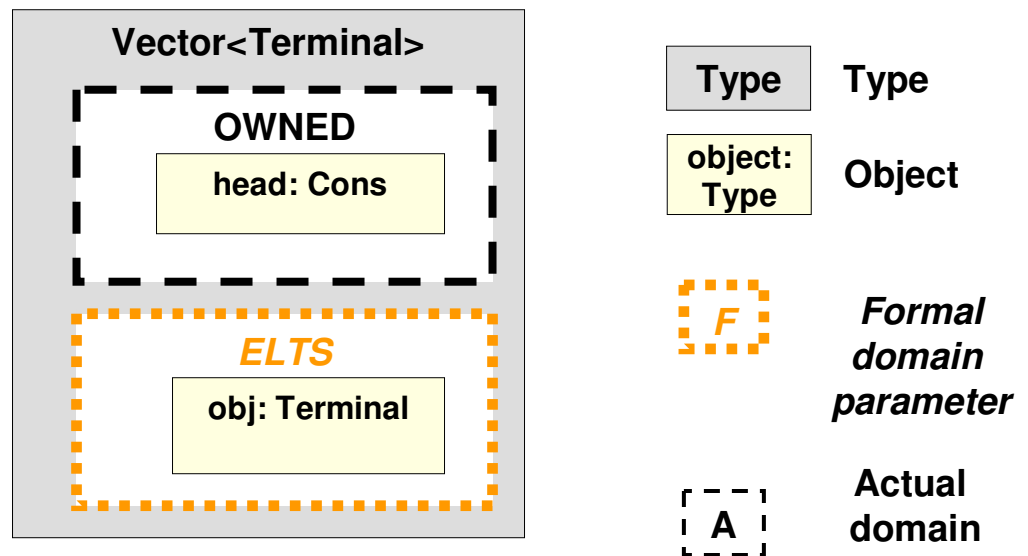 Vector<Terminal>
OWNED
head: Cons
ELTS
obj: Terminal
Type
Type
object:
Type
Object
F
Formal
domain
parameter
A
Actual
domain